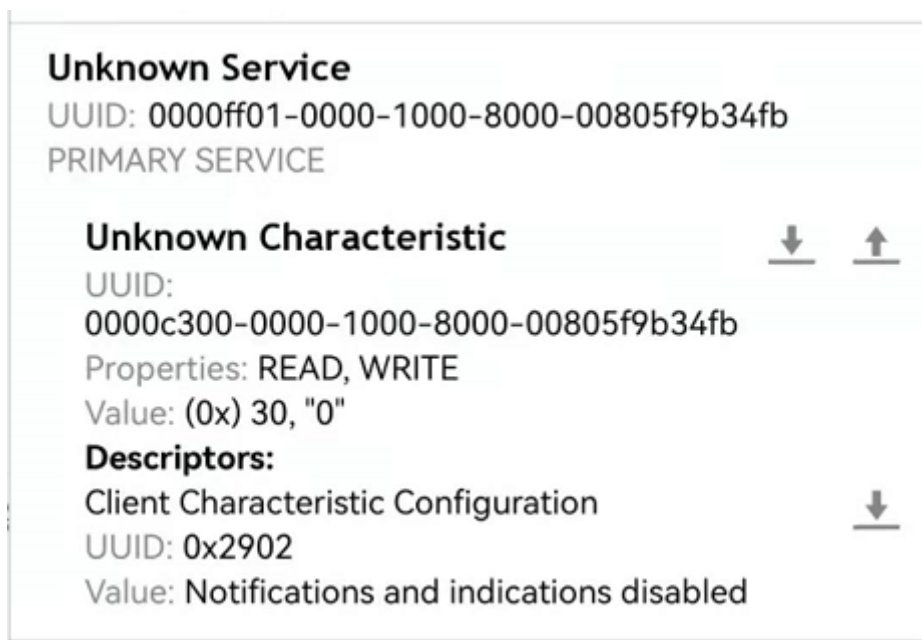 Unknown Service
UUID: 0000ff01-0000-1000-8000-00805f9b34fb
PRIMARY SERVICE
Unknown Characteristic
UUID:
0000c300-0000-1000-8000-00805f9b34fb
Properties: READ, WRITE
Value: (0x) 30, "0"
Descriptors:
Client Characteristic Configuration
UUID: 0x2902
Value: Notifications and indications disabled